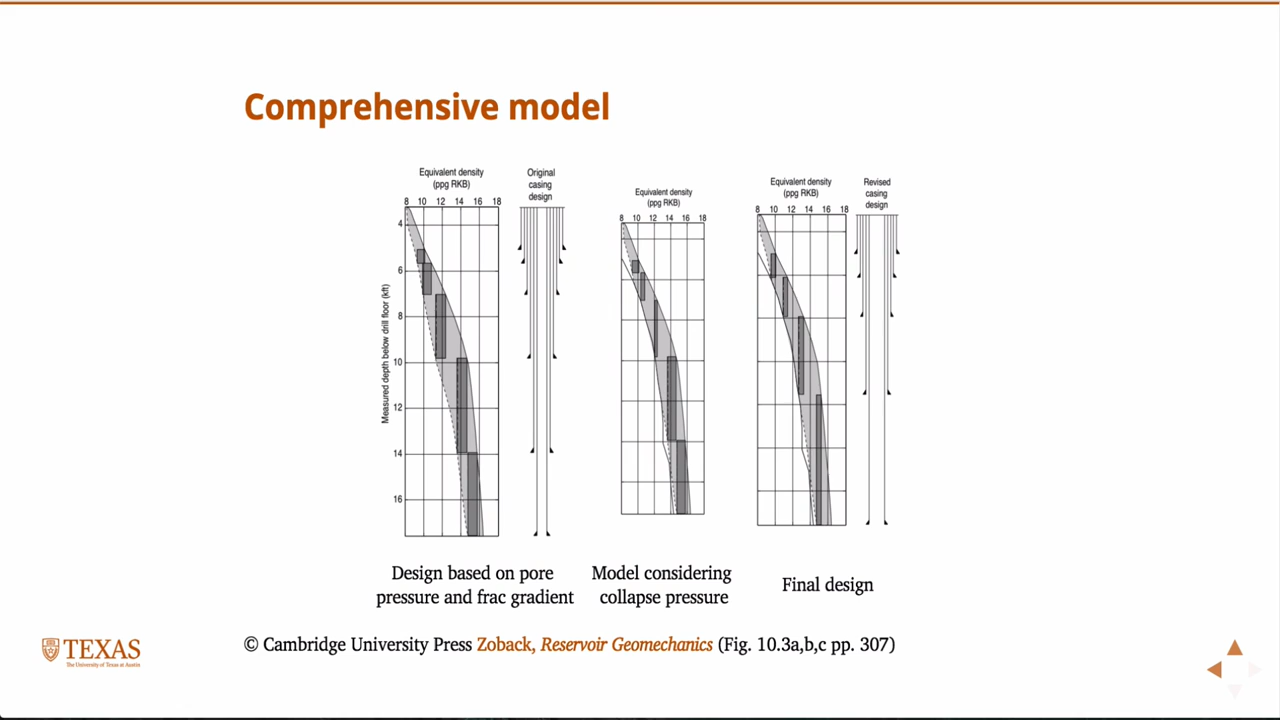 Comprehensive model
Equivalent density
(ppg RKB)
8 10 12 14 16 18
Original
casing
design
Measured depth below drill floor (kft)
4
6
8
10
12
14
16
Equivalent density
(ppg RKB)
8 10 12 14 16 18
Equivalent density
(ppg RKB)
8 10 12 14 16 18
Revised
casing
design
Design based on pore
pressure and frac gradient
Model considering
collapse pressure
Final design
© Cambridge University Press Zoback, Reservoir Geomechanics (Fig. 10.3a,b,c pp. 307)
TEXAS
The University of Texas at Austin